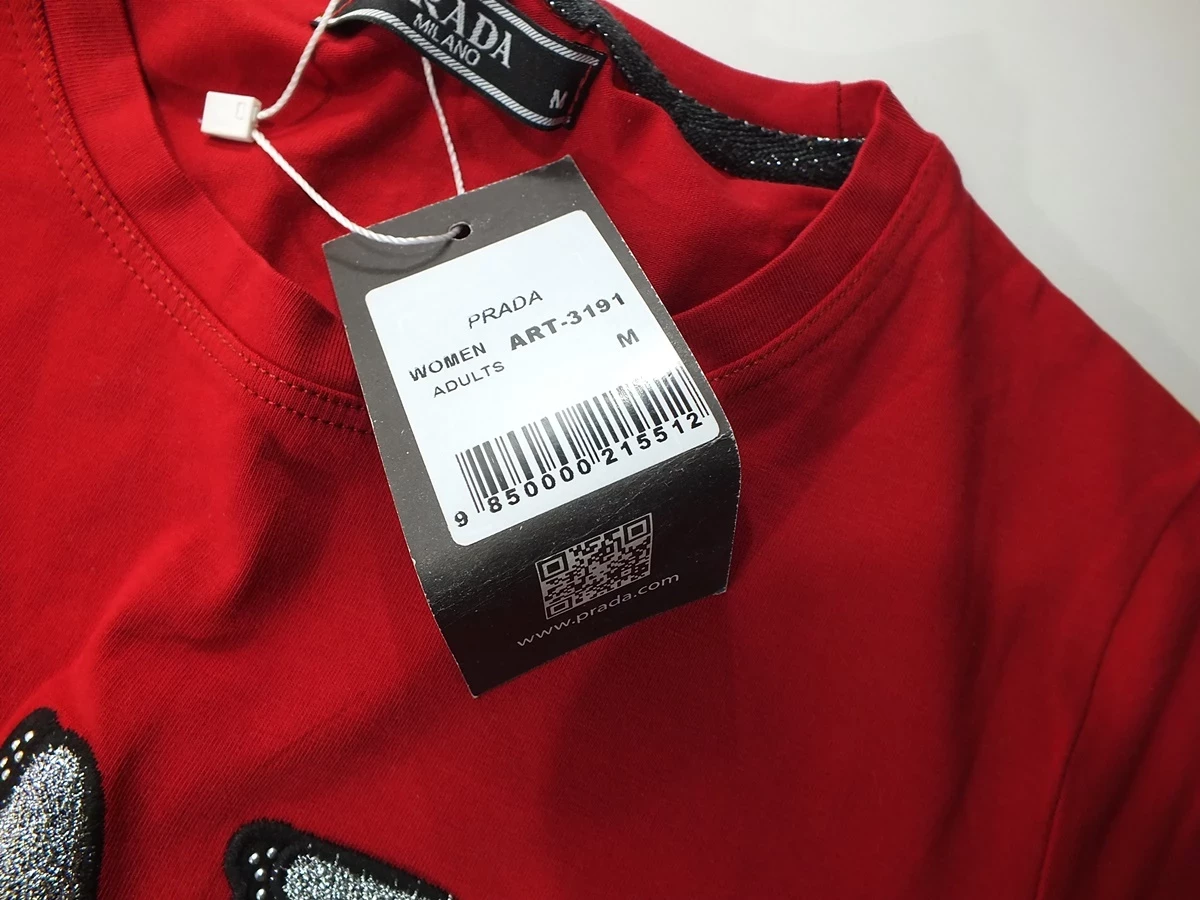 RADA
MILANO
M
PRADA
WOMEN ART-3191
ADULTS M
9 850000 215512
www.prada.com